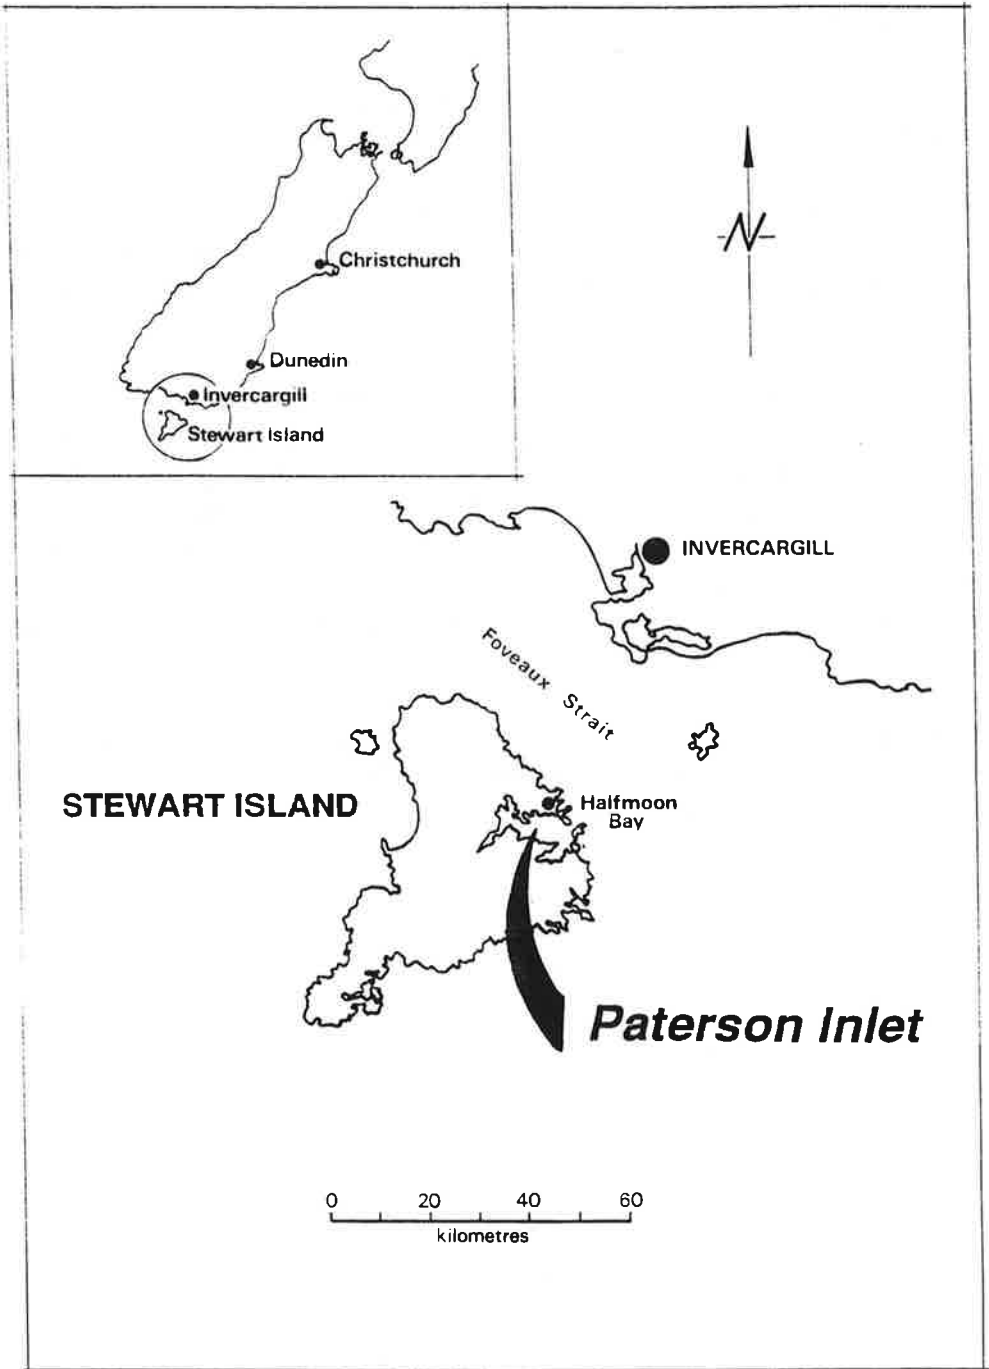 Christchurch
Dunedin
Invercargill
Stewart Island
N
INVERCARGILL
Foveaux Strait
STEWART ISLAND
Halfmoon
Bay
Paterson Inlet
0 20 40 60
kilometres